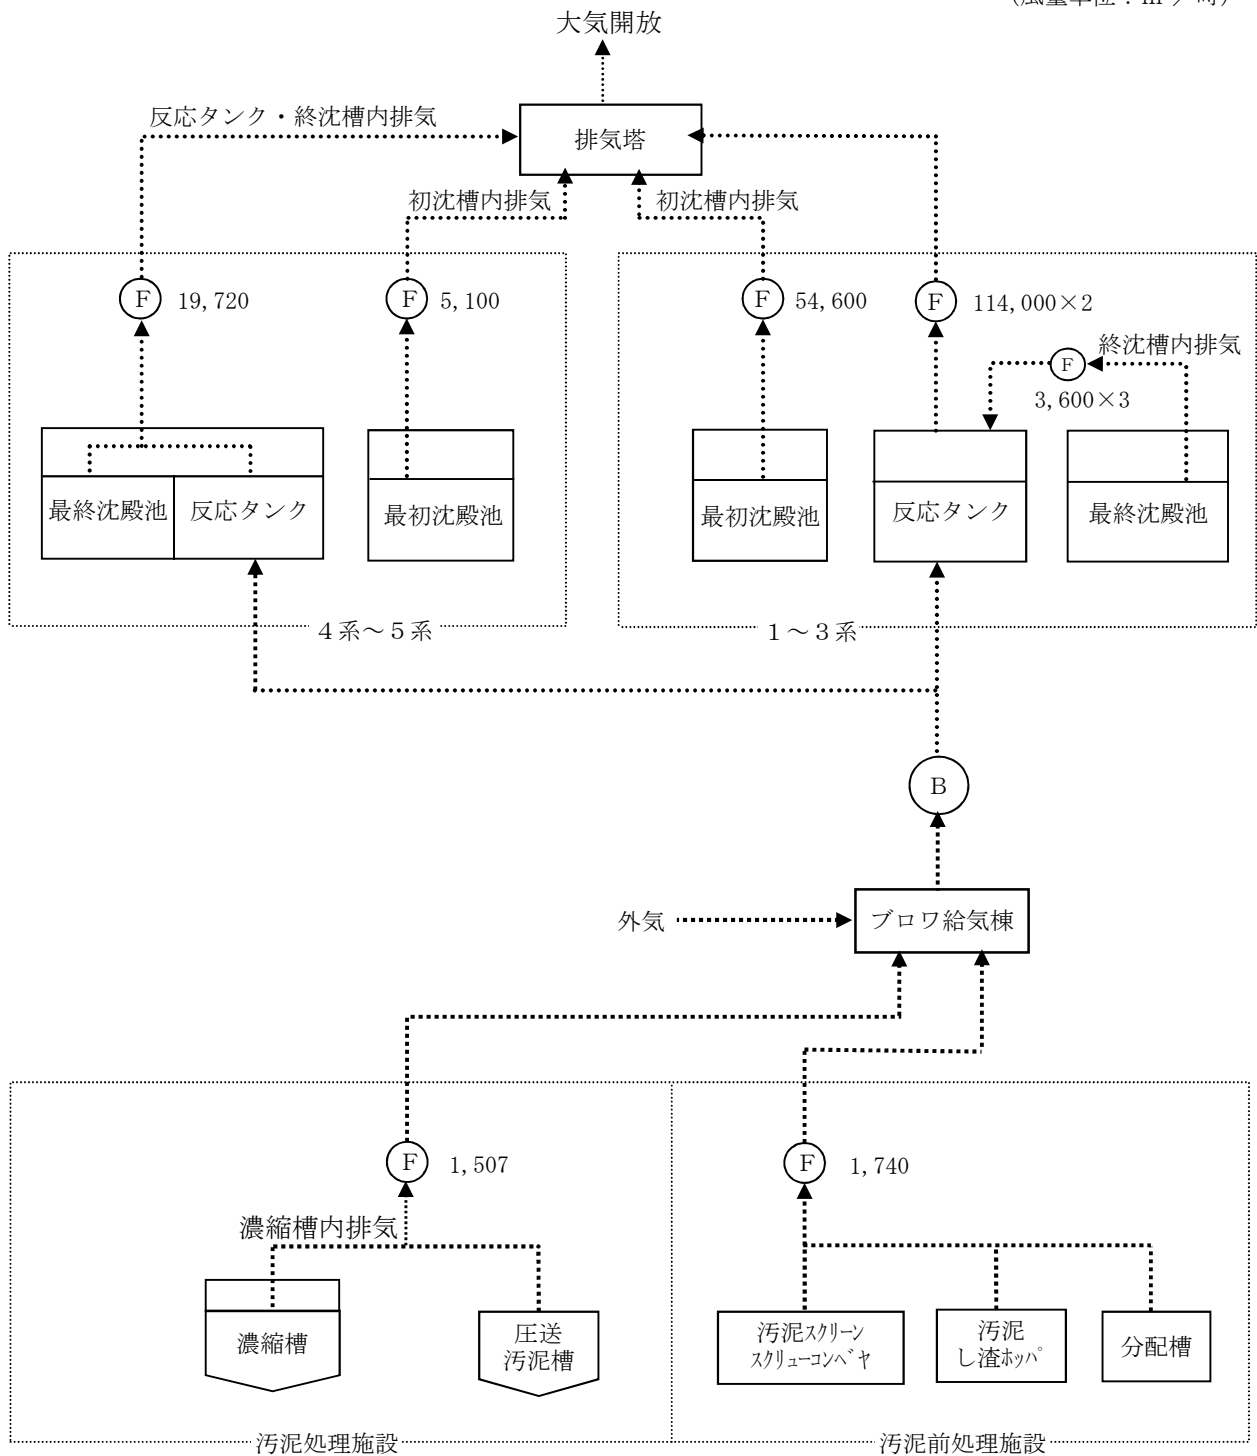 大気開放
反応タンク・終沈槽内排気
排気塔
初沈槽内排気
初沈槽内排気
F
19,720
F
5,100
F
54,600
F
114,000×2
終沈槽内排気
F
3,600×3
最終沈殿池
反応タンク
最初沈殿池
最初沈殿池
反応タンク
最終沈殿池
4系～5系
1～3系
B
外気
ブロワ給気棟
F
1,507
F
1,740
濃縮槽内排気
濃縮槽
圧送
汚泥槽
汚泥ｽｸﾘｰﾝ
ｽｸﾘｭｰｺﾝﾍﾞﾔ
汚泥
し渣ﾎｯﾊﾟ
分配槽
汚泥処理施設
汚泥前処理施設